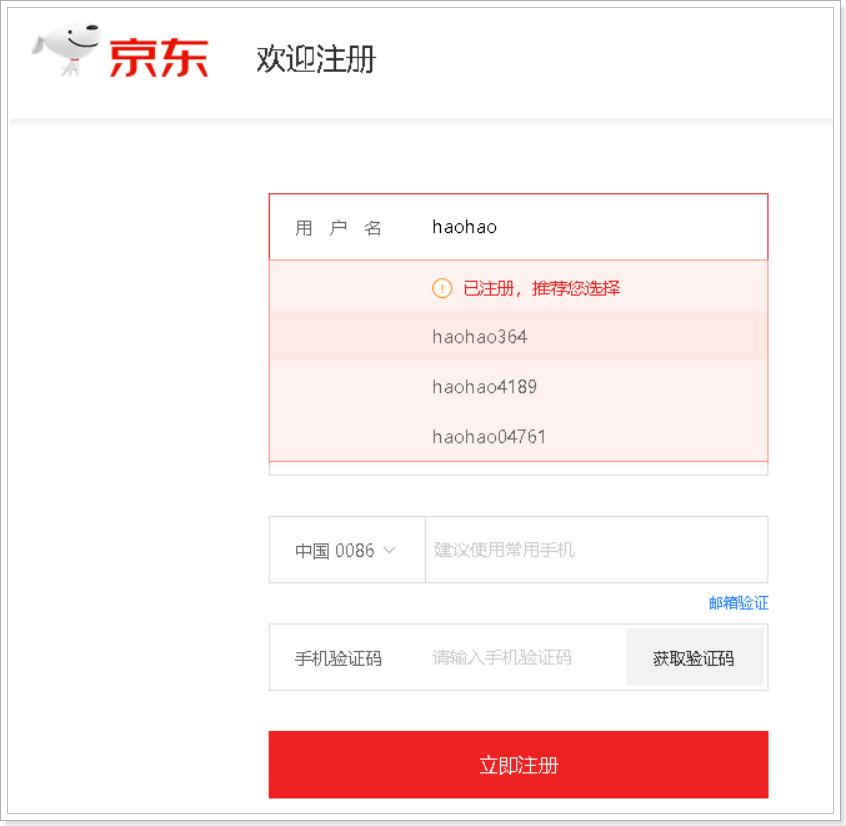 京东 欢迎注册
用户名 haohao
已注册，推荐您选择
haohao364
haohao4189
haohao04761
中国 0086 建议使用常用手机
邮箱验证
手机验证码 请输入手机验证码 获取验证码
立即注册